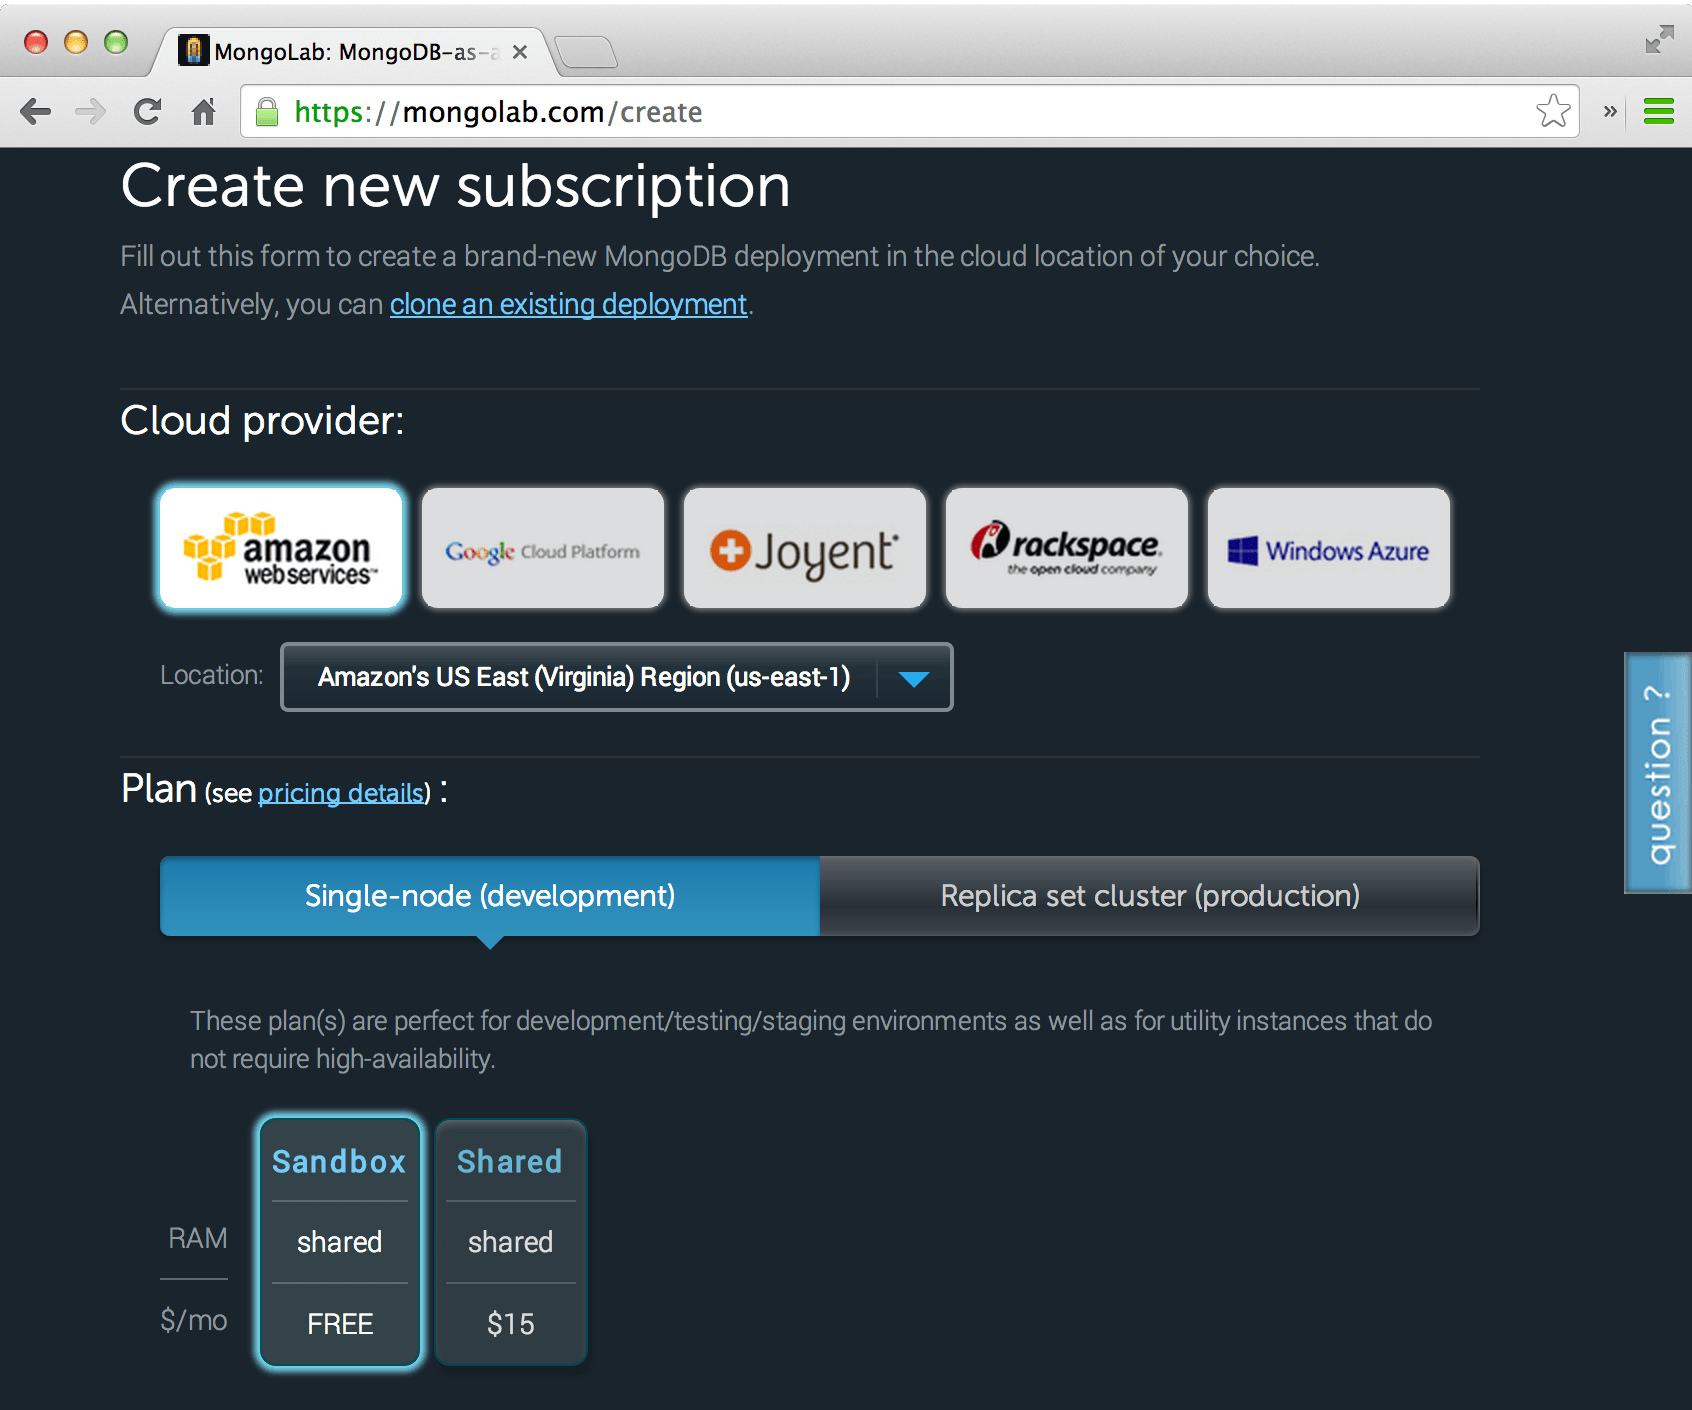 MongoLab: MongoDB-as-a
https://mongolab.com/create
Create new subscription
Fill out this form to create a brand-new MongoDB deployment in the cloud location of your choice.
Alternatively, you can clone an existing deployment.
Cloud provider:
amazon
webservices™
Google Cloud Platform
Joyent
rackspace.
the open cloud company
Windows Azure
Location: Amazon's US East (Virginia) Region (us-east-1)
question ?
Plan (see pricing details) :
Single-node (development) Replica set cluster (production)
These plan(s) are perfect for development/testing/staging environments as well as for utility instances that do
not require high-availability.
Sandbox Shared
RAM shared shared
$/mo FREE $15